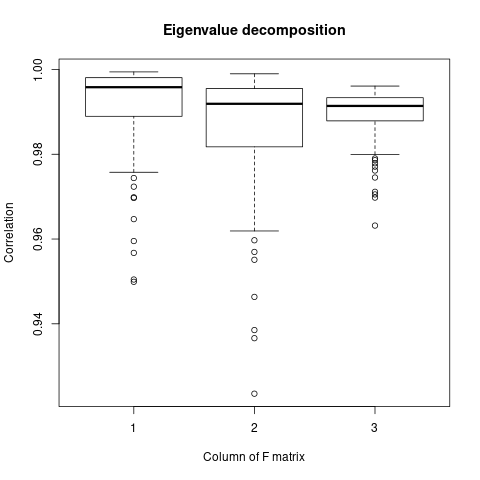 Eigenvalue decomposition
Correlation
1.00
0.98
0.96
0.94
1 2 3
Column of F matrix